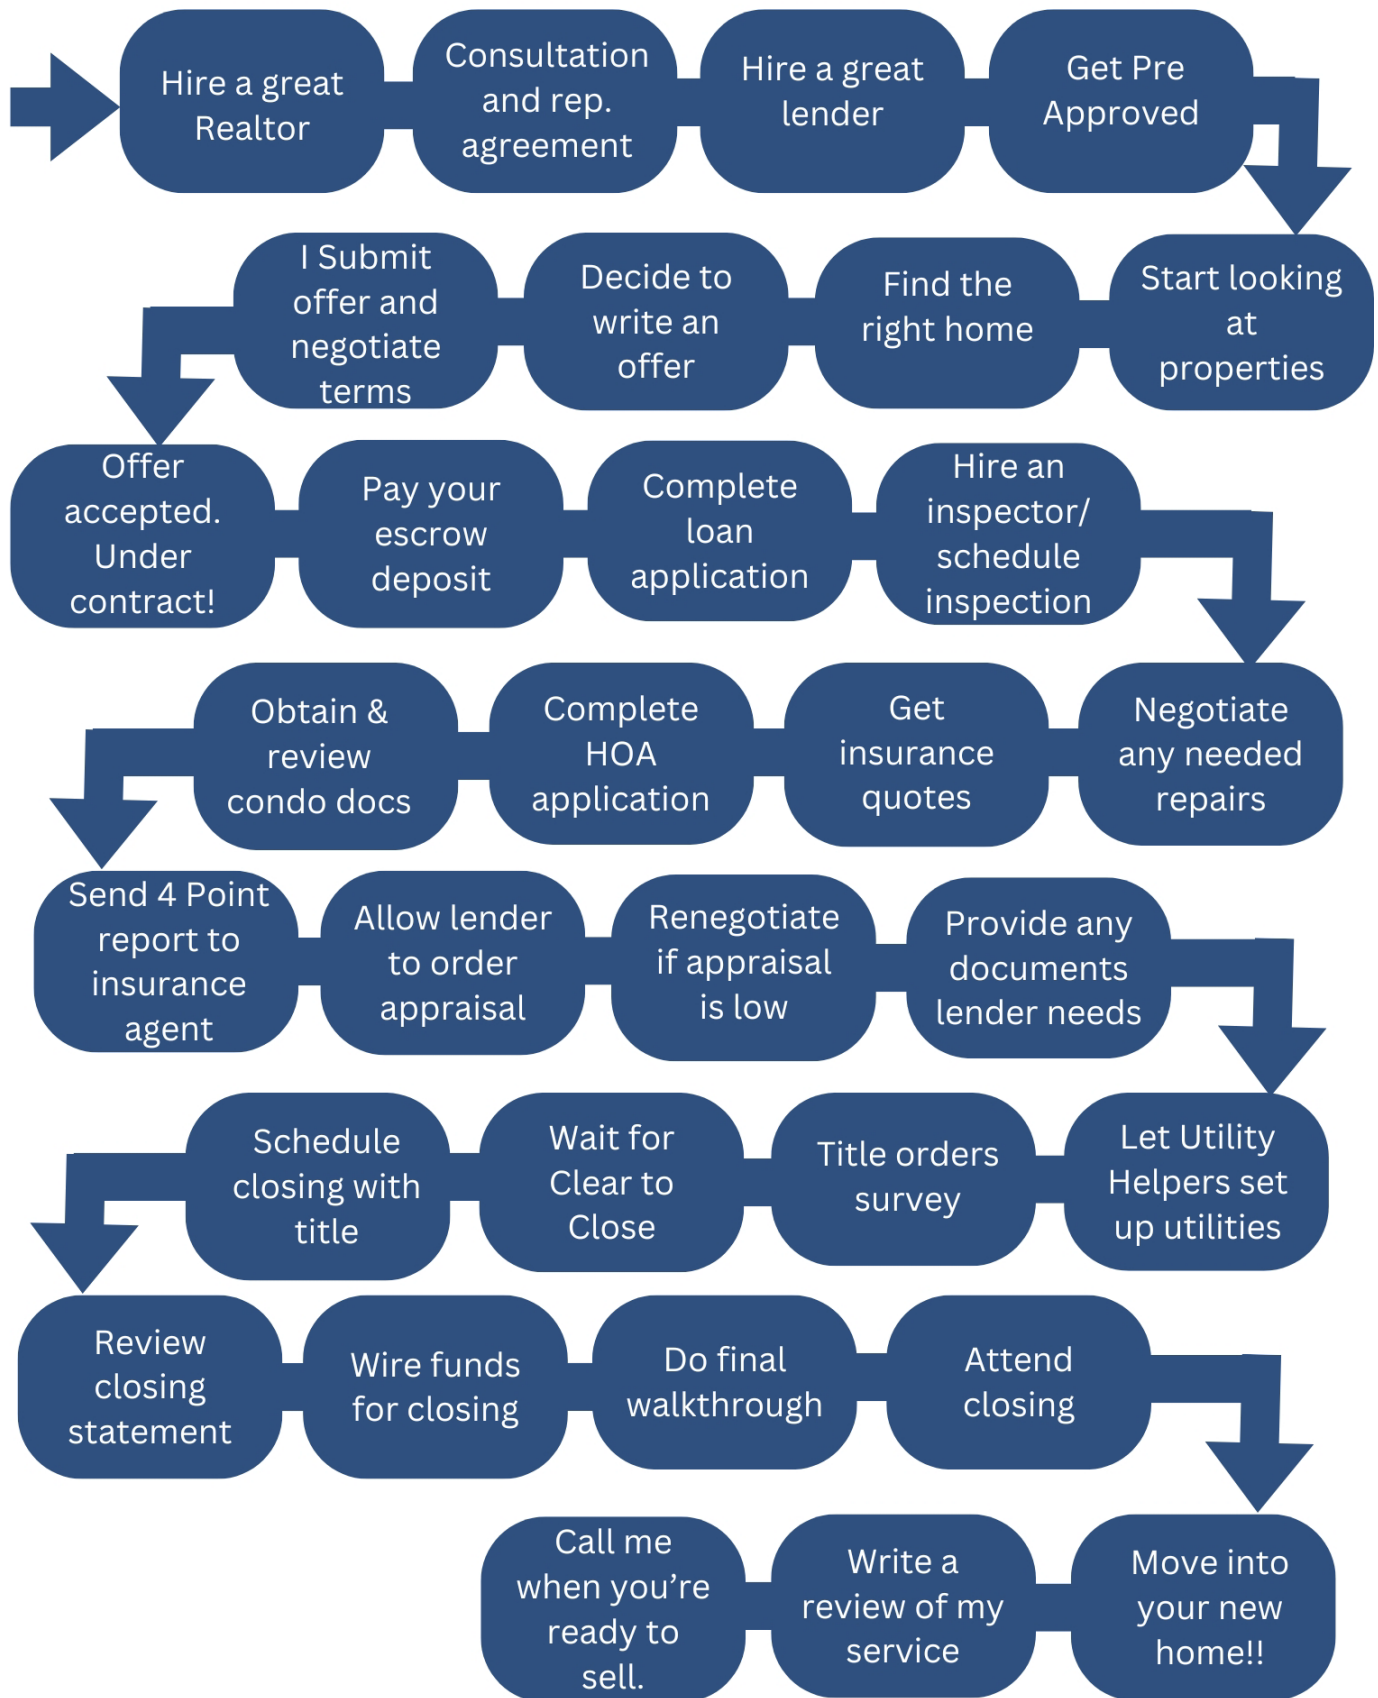 Hire a great
Realtor
Consultation
and rep.
agreement
Hire a great
lender
Get Pre
Approved
Start looking
at
properties
Find the
right home
Decide to
write an
offer
I Submit
offer and
negotiate
terms
Offer
accepted.
Under
contract!
Pay your
escrow
deposit
Complete
loan
application
Hire an
inspector/
schedule
inspection
Negotiate
any needed
repairs
Get
insurance
quotes
Complete
HOA
application
Obtain &
review
condo docs
Send 4 Point
report to
insurance
agent
Allow lender
to order
appraisal
Renegotiate
if appraisal
is low
Provide any
documents
lender needs
Let Utility
Helpers set
up utilities
Title orders
survey
Wait for
Clear to
Close
Schedule
closing with
title
Review
closing
statement
Wire funds
for closing
Do final
walkthrough
Attend
closing
Move into
your new
home!!
Write a
review of my
service
Call me
when you’re
ready to
sell.